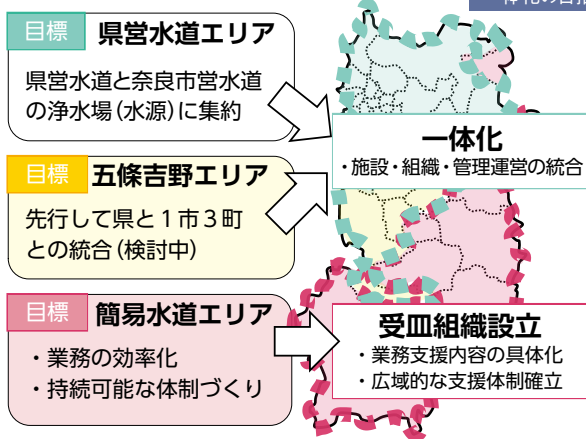 目標 県営水道エリア
県営水道と奈良市営水道
の浄水場(水源)に集約
目標 五條吉野エリア
先行して県と1市3町
との統合(検討中)
目標 簡易水道エリア
・業務の効率化
・持続可能な体制づくり
一体化
・施設・組織・管理運営の統合
受皿組織設立
・業務支援内容の具体化
・広域的な支援体制確立